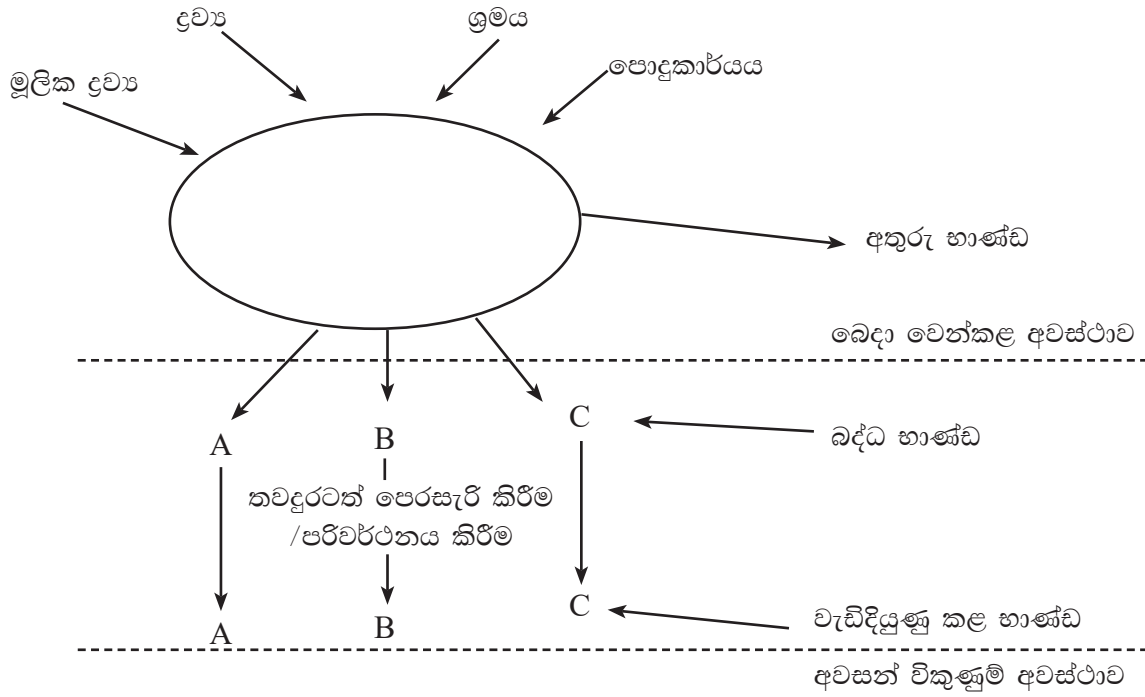 ද්‍රව්‍ය
ශ්‍රමය
මූලික ද්‍රව්‍ය
පොදුකාර්යය
අතුරු භාණ්ඩ
බෙදා වෙන්කළ අවස්ථාව
A
B
C
බද්ධ භාණ්ඩ
තවදුරටත් පෙරසැරි කිරීම
/පරිවර්ථනය කිරීම
A
B
C
වැඩිදියුණු කළ භාණ්ඩ
අවසන් විකුණුම් අවස්ථාව